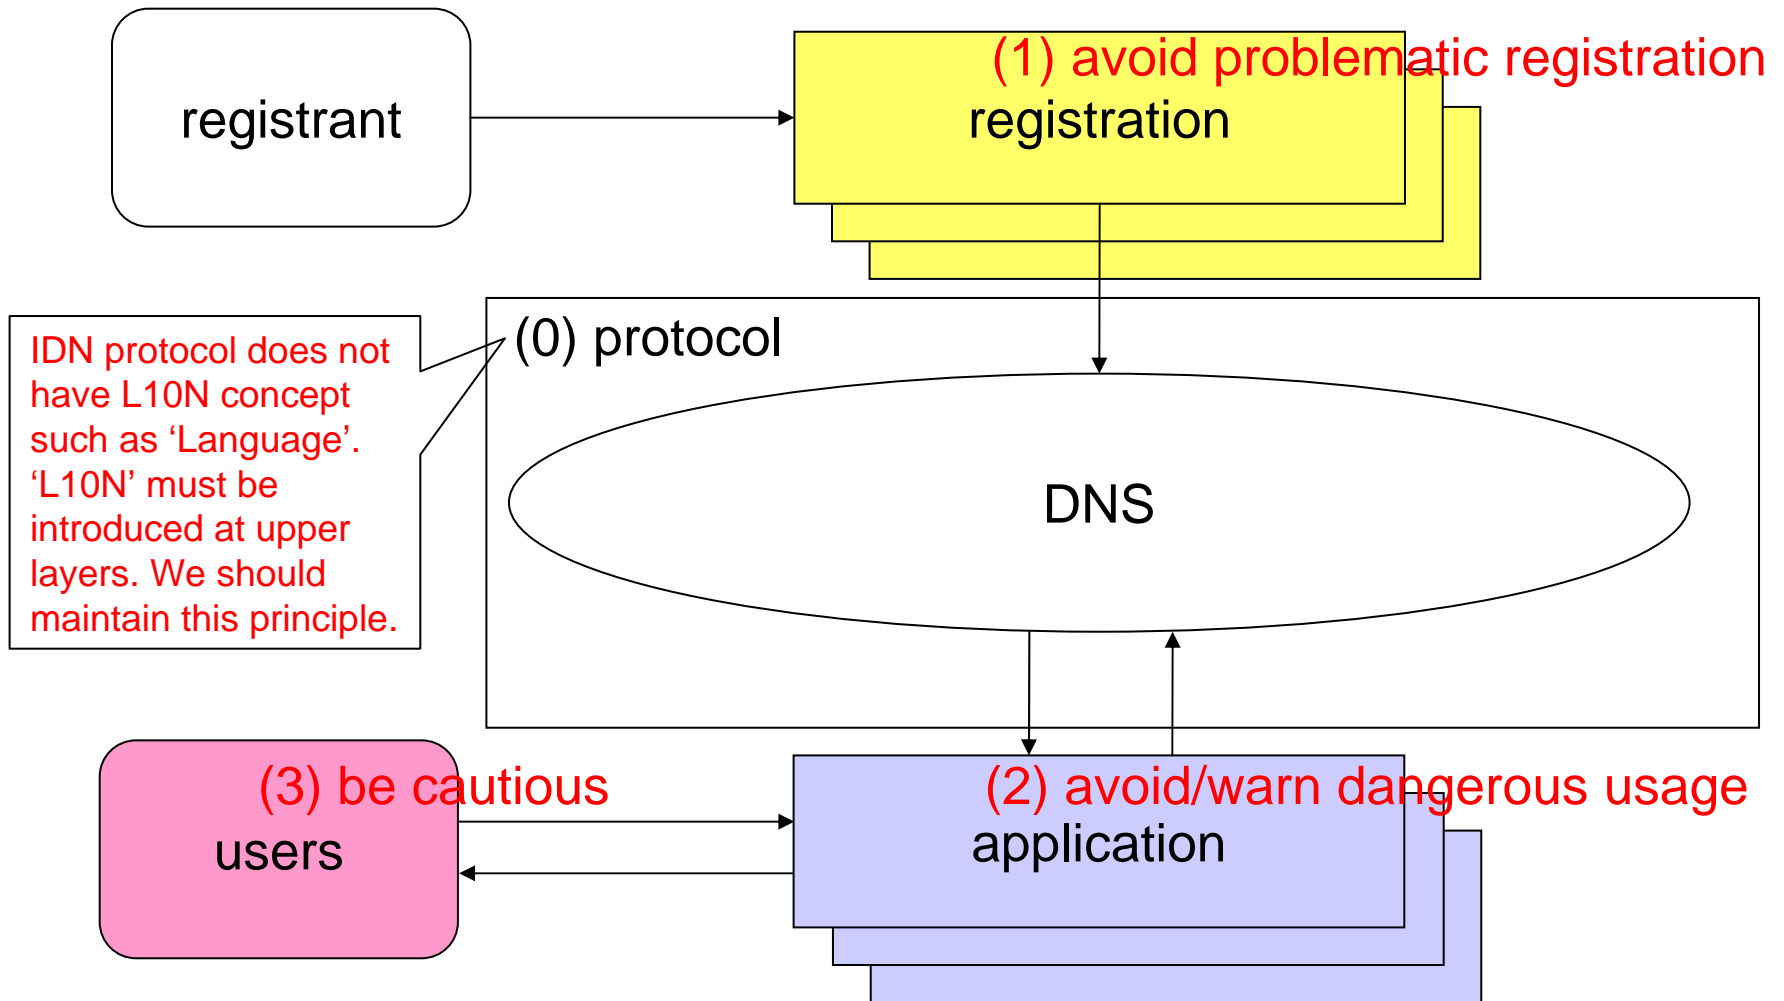 (1) avoid problematic registration
registrant
registration
(0) protocol
IDN protocol does not
have L10N concept
such as ‘Language’.
‘L10N’ must be
introduced at upper
layers. We should
maintain this principle.
DNS
(3) be cautious
(2) avoid/warn dangerous usage
users
application